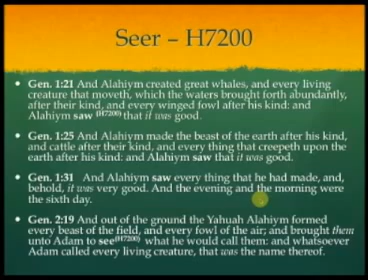 Seer – H7200
• Gen. 1:21 And Alahiym created great whales, and every living
creature that moveth, which the waters brought forth abundantly,
after their kind, and every winged fowl after his kind: and
Alahiym saw (H7200) that it was good.
• Gen. 1:25 And Alahiym made the beast of the earth after his kind,
and cattle after their kind, and every thing that creepeth upon the
earth after his kind: and Alahiym saw that it was good.
• Gen. 1:31 And Alahiym saw every thing that he had made, and,
behold, it was very good. And the evening and the morning were
the sixth day.
• Gen. 2:19 And out of the ground the Yahuah Alahiym formed
every beast of the field, and every fowl of the air; and brought them
unto Adam to see(H7200) what he would call them: and whatsoever
Adam called every living creature, that was the name thereof.